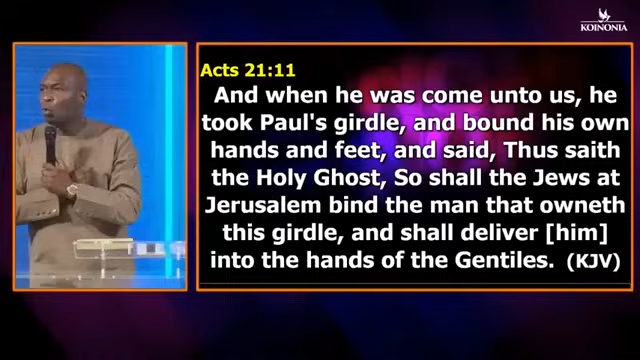 KOINONIA
Acts 21:11
And when he was come unto us, he
took Paul's girdle, and bound his own
hands and feet, and said, Thus saith
the Holy Ghost, So shall the Jews at
Jerusalem bind the man that owneth
this girdle, and shall deliver [him]
into the hands of the Gentiles. (KJV)